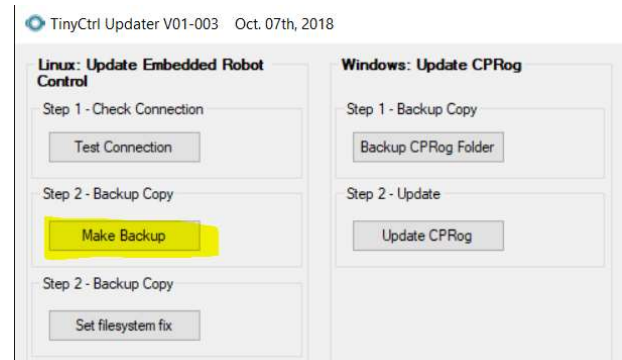 TinyCtrl Updater V01-003 Oct. 07th, 2018
Linux: Update Embedded Robot
Control
Step 1 - Check Connection
Test Connection
Step 2 - Backup Copy
Make Backup
Step 2 - Backup Copy
Set filesystem fix
Windows: Update CPRog
Step 1 - Backup Copy
Backup CPRog Folder
Step 2 - Update
Update CPRog